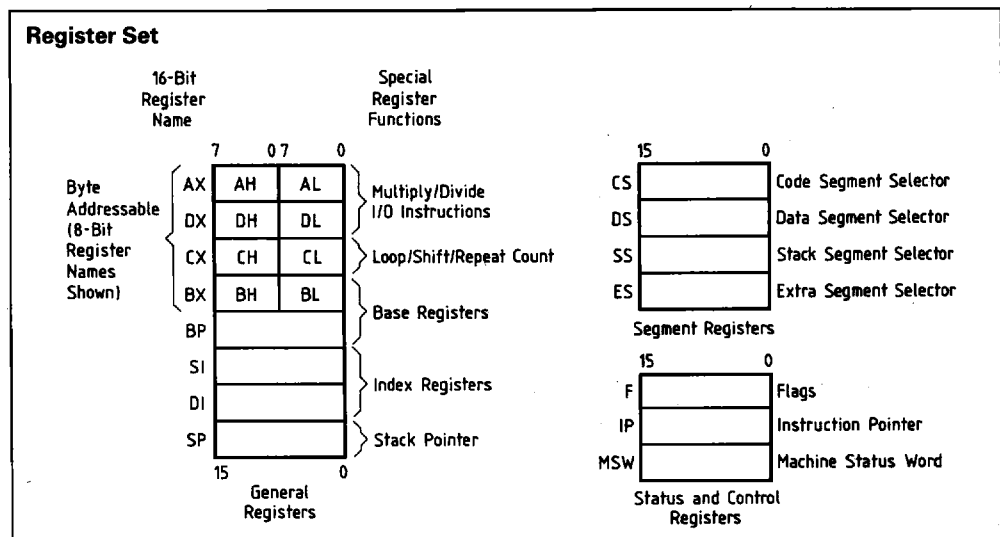 Register Set
16-Bit
Register
Name
Special
Register
Functions
7 0 7 0
Byte
Addressable
(8-Bit
Register
Names
Shown)
AX AH AL
DX DH DL
CX CH CL
BX BH BL
BP
SI
DI
SP
15 0
Multiply/Divide
I/O Instructions
Loop/Shift/Repeat Count
Base Registers
Index Registers
Stack Pointer
General
Registers
15 0
CS Code Segment Selector
DS Data Segment Selector
SS Stack Segment Selector
ES Extra Segment Selector
Segment Registers
15 0
F Flags
IP Instruction Pointer
MSW Machine Status Word
Status and Control
Registers